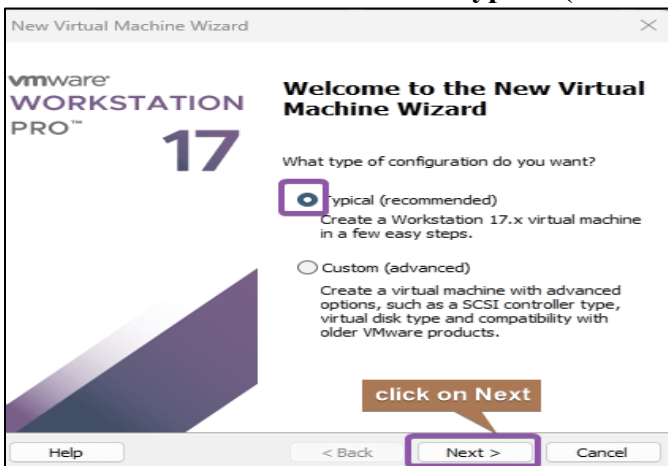 New Virtual Machine Wizard
vmware
WORKSTATION
PRO™
17
Welcome to the New Virtual
Machine Wizard
What type of configuration do you want?
Typical (recommended)
Create a Workstation 17.x virtual machine
in a few easy steps.
Custom (advanced)
Create a virtual machine with advanced
options, such as a SCSI controller type,
virtual disk type and compatibility with
older VMware products.
click on Next
Help
< Back
Next >
Cancel